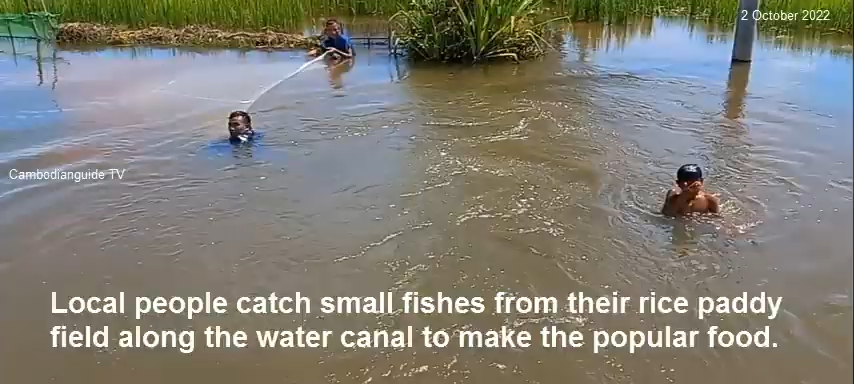 2 October 2022
Cambodianguide TV
Local people catch small fishes from their rice paddy
field along the water canal to make the popular food.